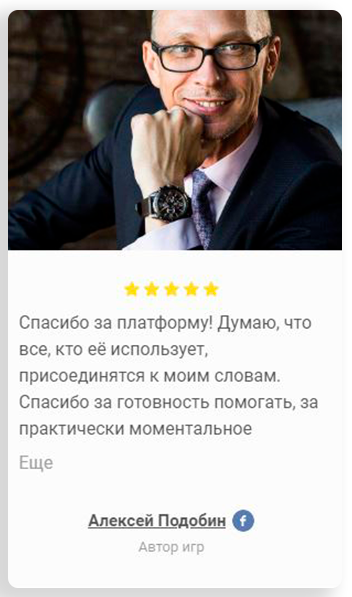 Спасибо за платформу! Думаю, что
все, кто её использует,
присоединятся к моим словам.
Спасибо за готовность помогать, за
практически моментальное
Еще
Алексей Подобин f
Автор игр